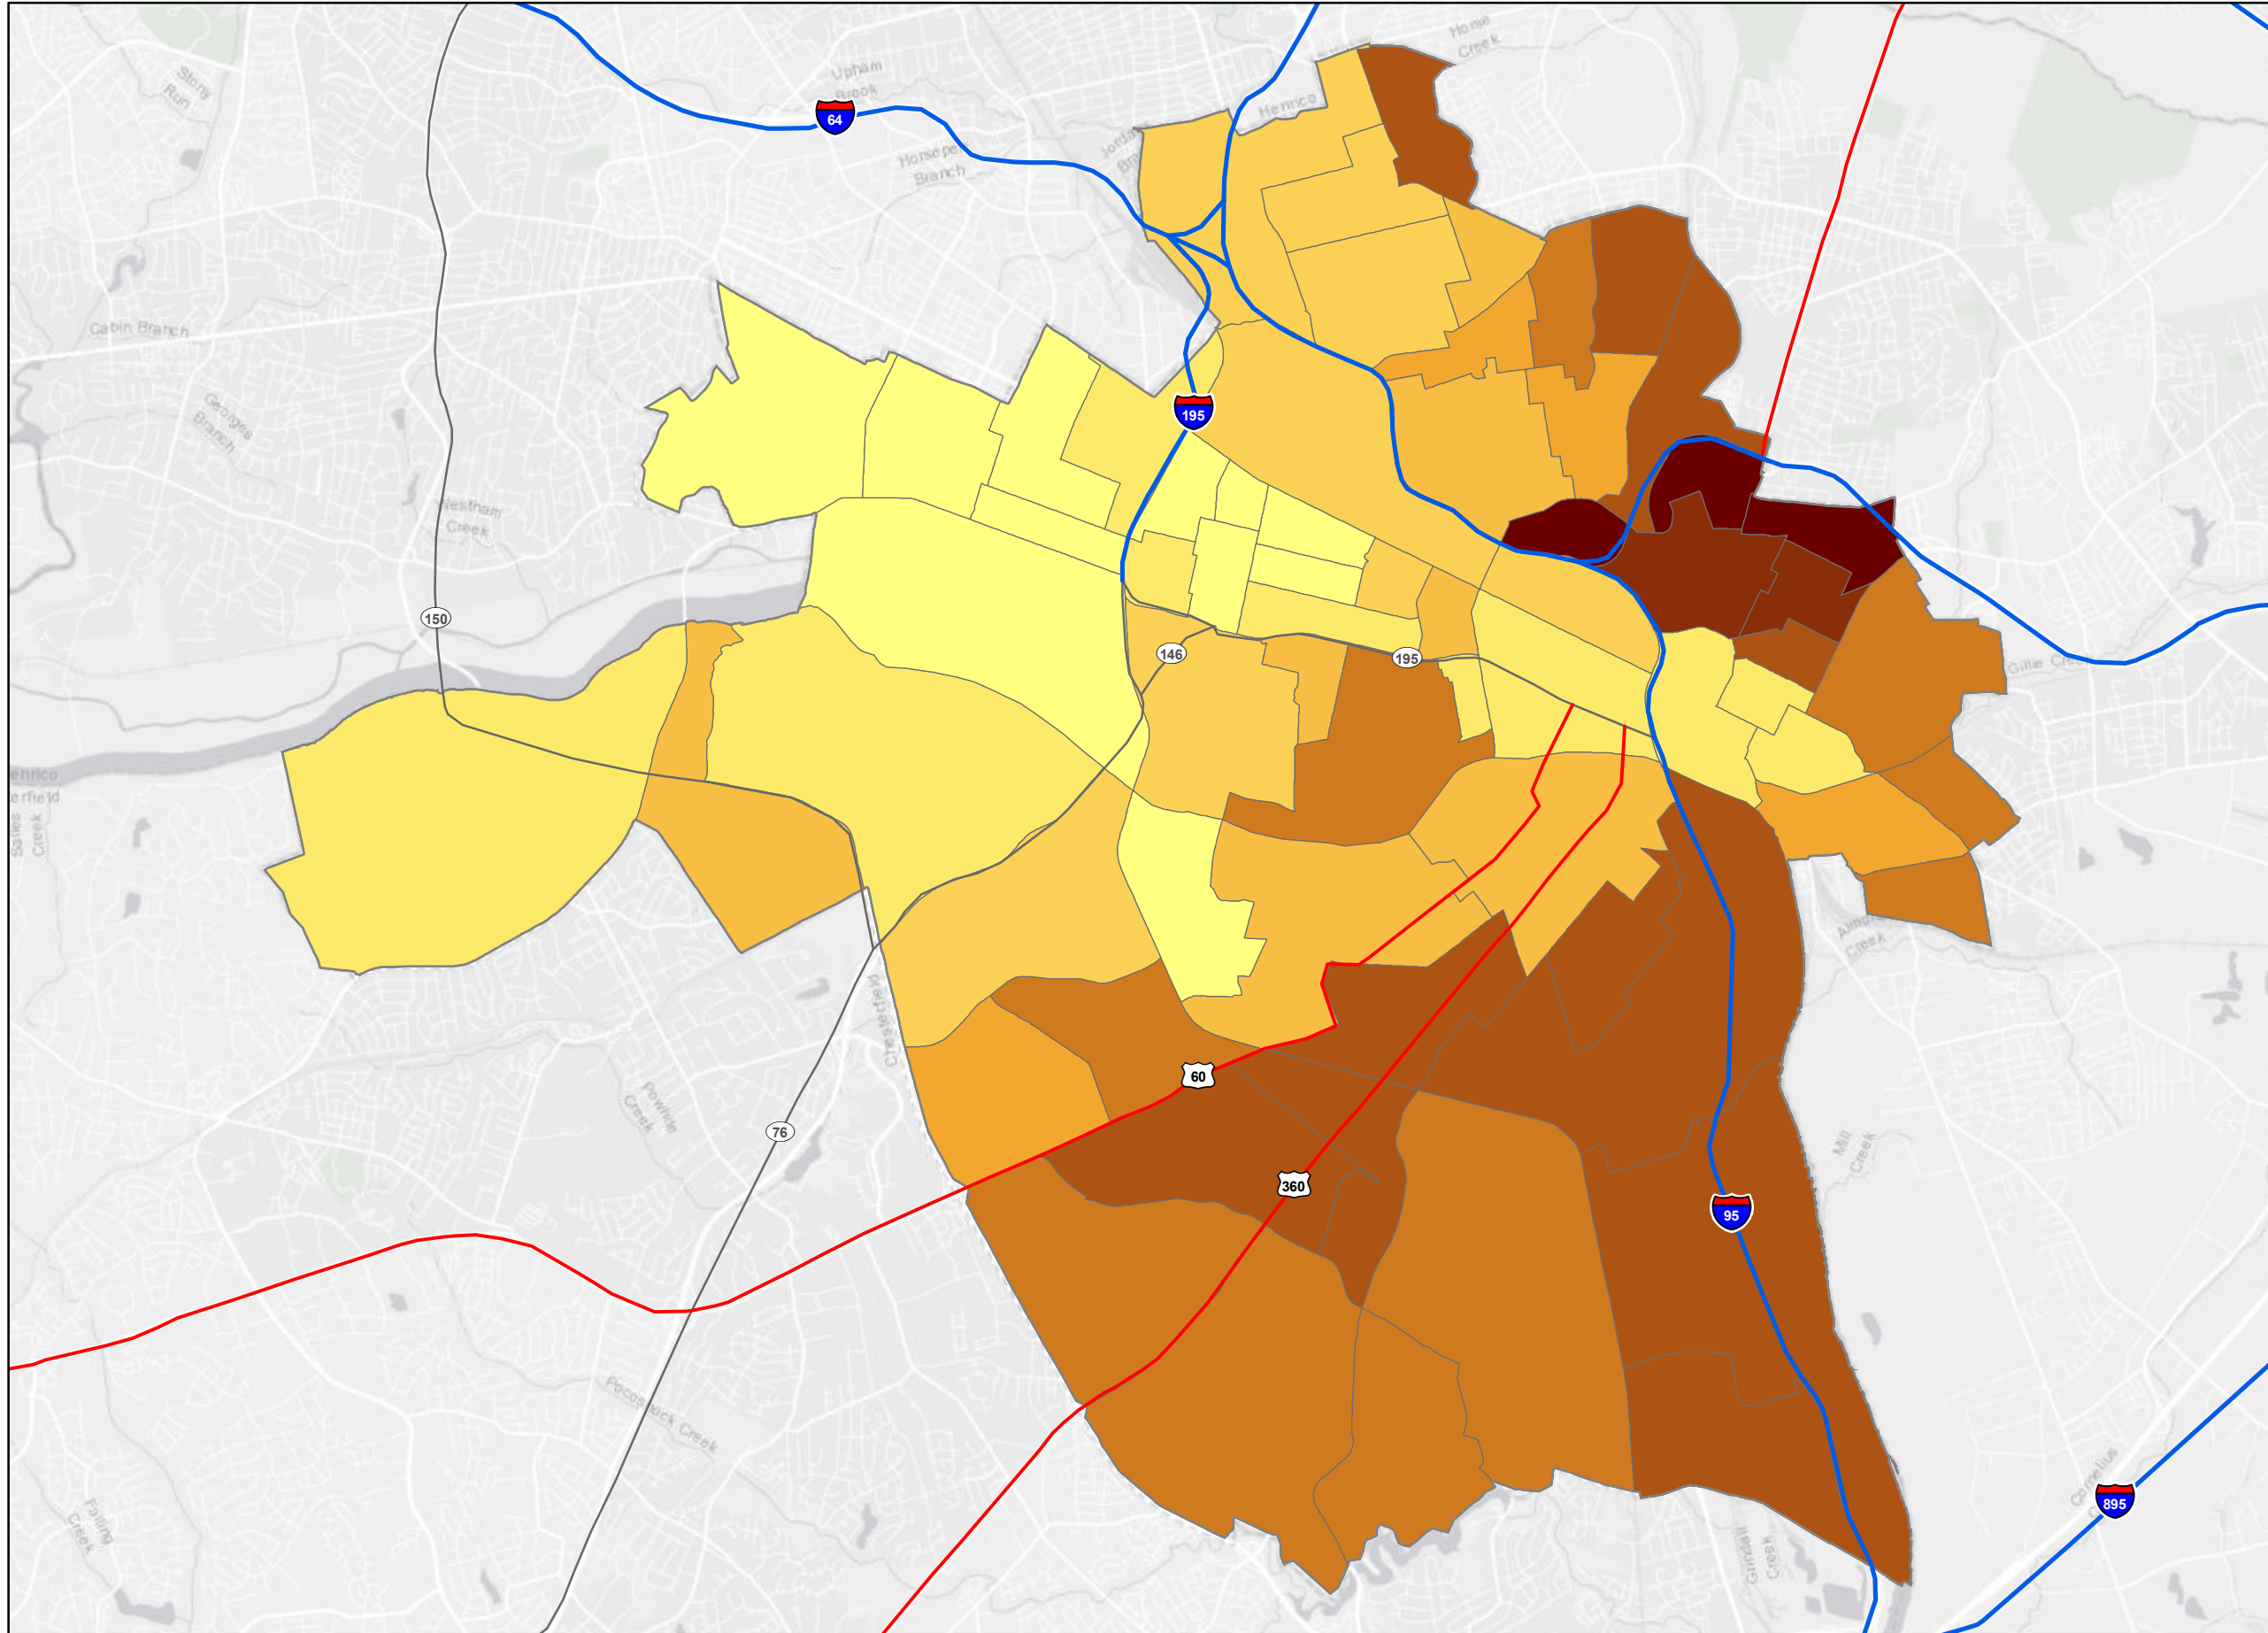 Horse
Creek
Stony
Run
Upham
Brook
64
Henrico
Horsepen
Branch
Cabin Branch
195
Georges
Branch
Westham
Creek
150
146
195
Gillie Creek
Creek
Chesterfield
60
Powhite
Creek
76
360
Mill
Creek
95
Pocoshock Creek
Falling
Creek
Cornelius
895
Grindall
Creek